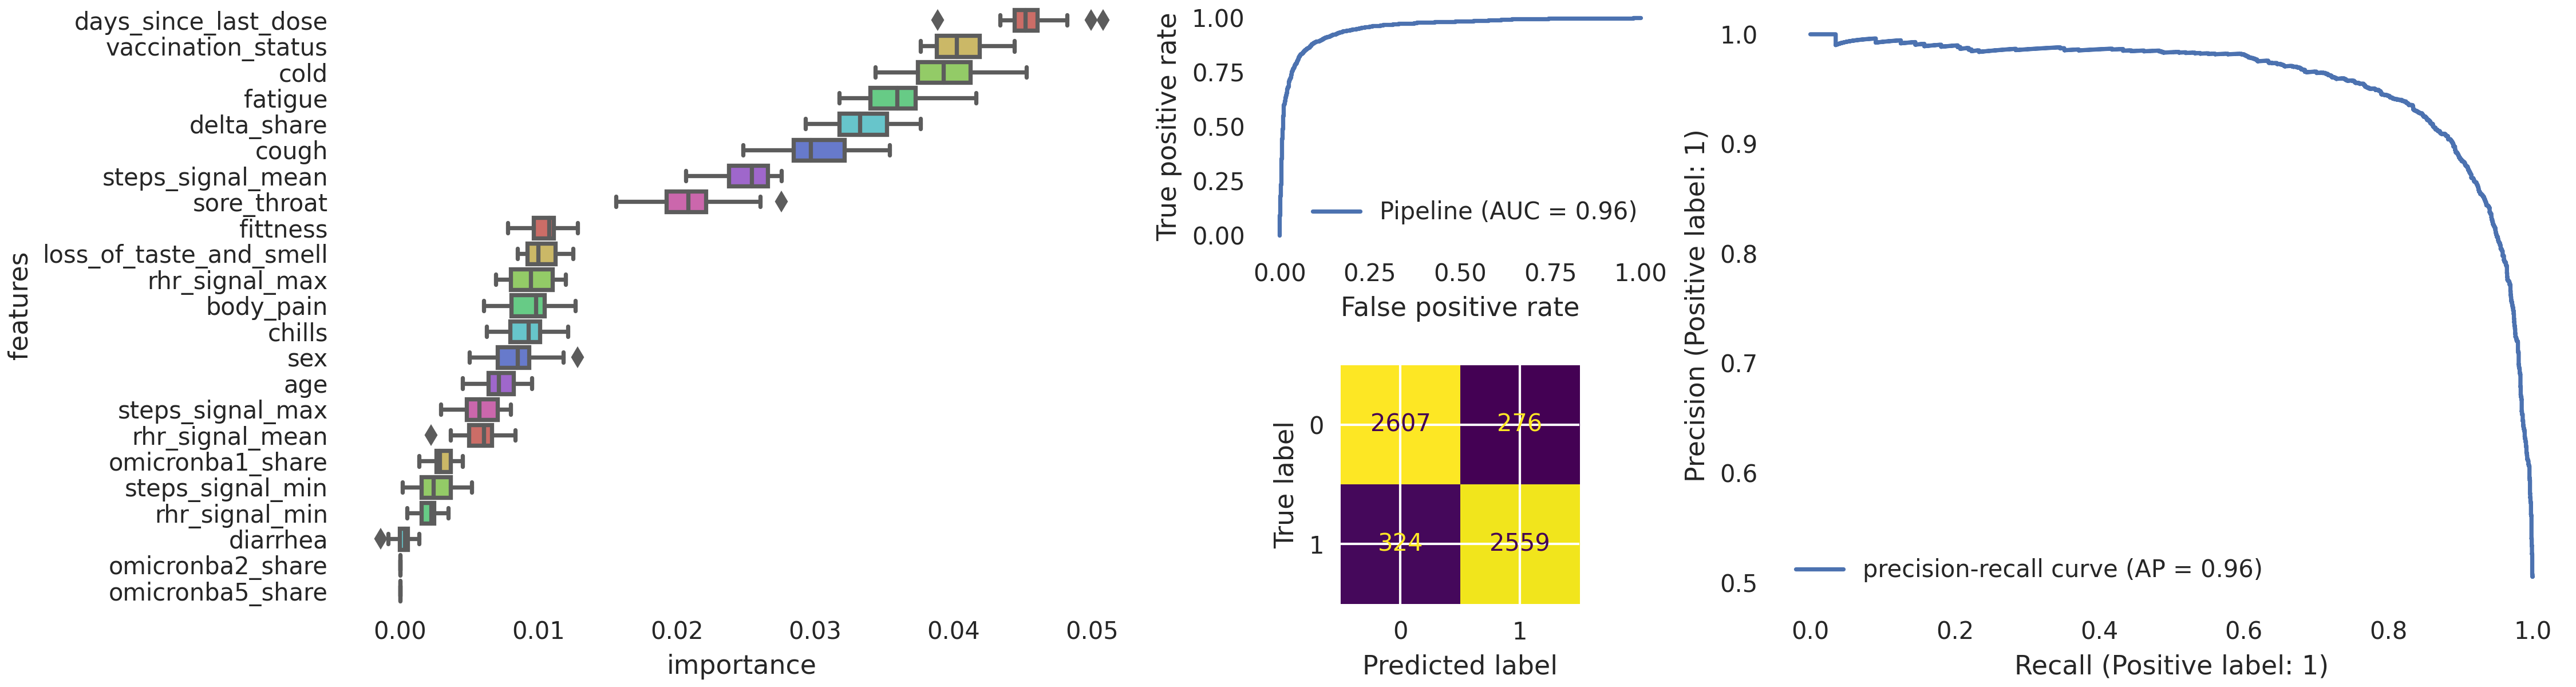 days_since_last_dose
vaccination_status
cold
fatigue
delta_share
cough
steps_signal_mean
sore_throat
fittness
loss_of_taste_and_smell
rhr_signal_max
body_pain
chills
sex
age
steps_signal_max
rhr_signal_mean
omicronba1_share
steps_signal_min
rhr_signal_min
diarrhea
omicronba2_share
omicronba5_share
features
0.00 0.01 0.02 0.03 0.04 0.05
importance
True positive rate
1.00
0.75
0.50
0.25
0.00
Pipeline (AUC = 0.96)
0.00 0.25 0.50 0.75 1.00
False positive rate
True label
0
1
2607 276
324 2559
0 1
Predicted label
Precision (Positive label: 1)
1.0
0.9
0.8
0.7
0.6
0.5
precision-recall curve (AP = 0.96)
0.0 0.2 0.4 0.6 0.8 1.0
Recall (Positive label: 1)